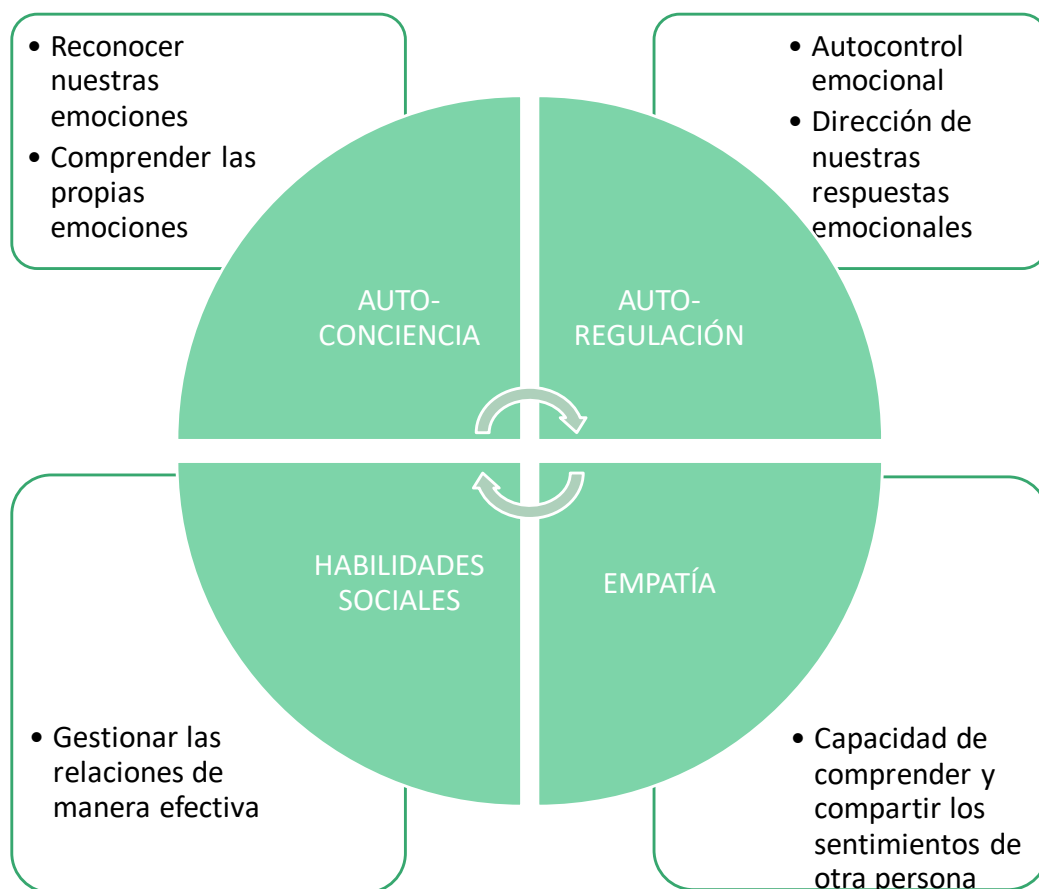 • Reconocer
nuestras
emociones
• Comprender las
propias
emociones
• Autocontrol
emocional
• Dirección de
nuestras
respuestas
emocionales
AUTO-
CONCIENCIA
AUTO-
REGULACIÓN
HABILIDADES
SOCIALES
EMPATÍA
• Gestionar las
relaciones de
manera efectiva
• Capacidad de
comprender y
compartir los
sentimientos de
otra persona